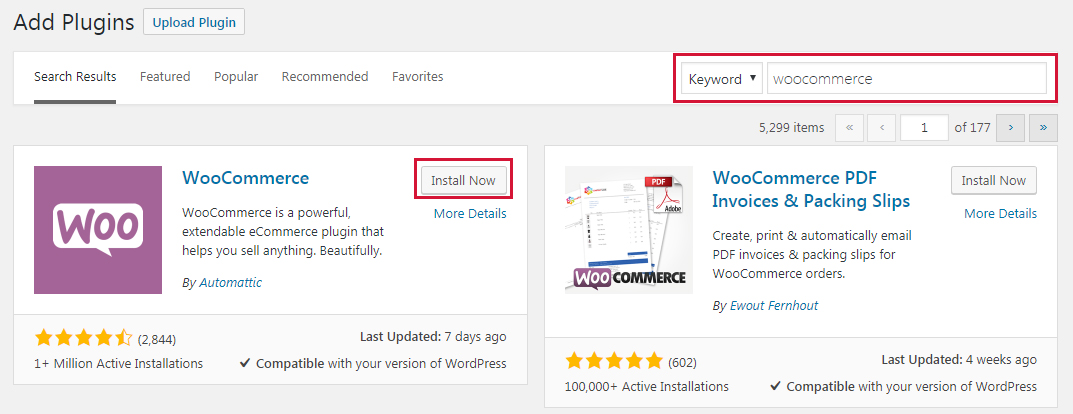 Add Plugins Upload Plugin
Search Results Featured Popular Recommended Favorites Keyword woocommerce
5,299 items « ‹ 1 of 177 › »
WOO
WooCommerce
Install Now
More Details
WooCommerce is a powerful,
extendable eCommerce plugin that
helps you sell anything. Beautifully.
By Automattic
(2,844)
Last Updated: 7 days ago
1+ Million Active Installations
Compatible with your version of WordPress
PDF
Adobe
WOO COMMERCE
WooCommerce PDF
Invoices & Packing Slips
Install Now
More Details
Create, print & automatically email
PDF invoices & packing slips for
WooCommerce orders.
By Ewout Fernhout
(602)
Last Updated: 4 weeks ago
100,000+ Active Installations
Compatible with your version of WordPress